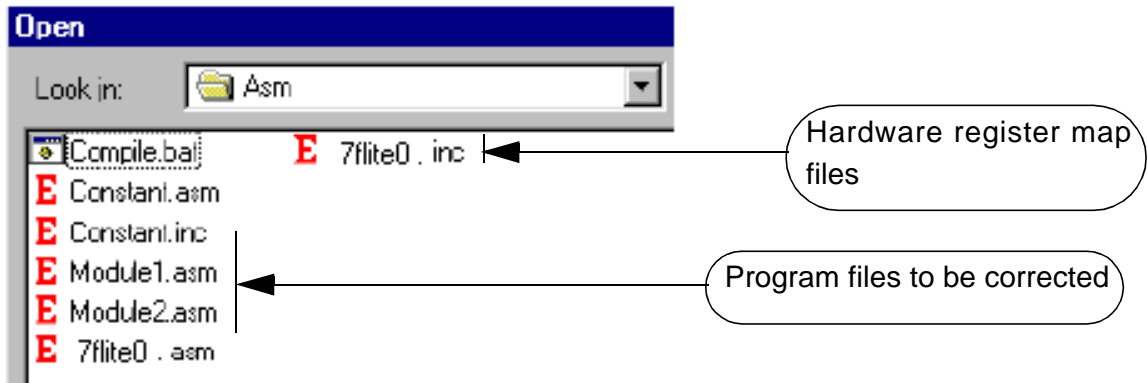 Open
Look in: Asm
Compile.bat
E 7flite0 . inc
Hardware register map
files
E Constant.asm
E Constant.inc
E Module1.asm
Program files to be corrected
E Module2.asm
E 7flite0 . asm